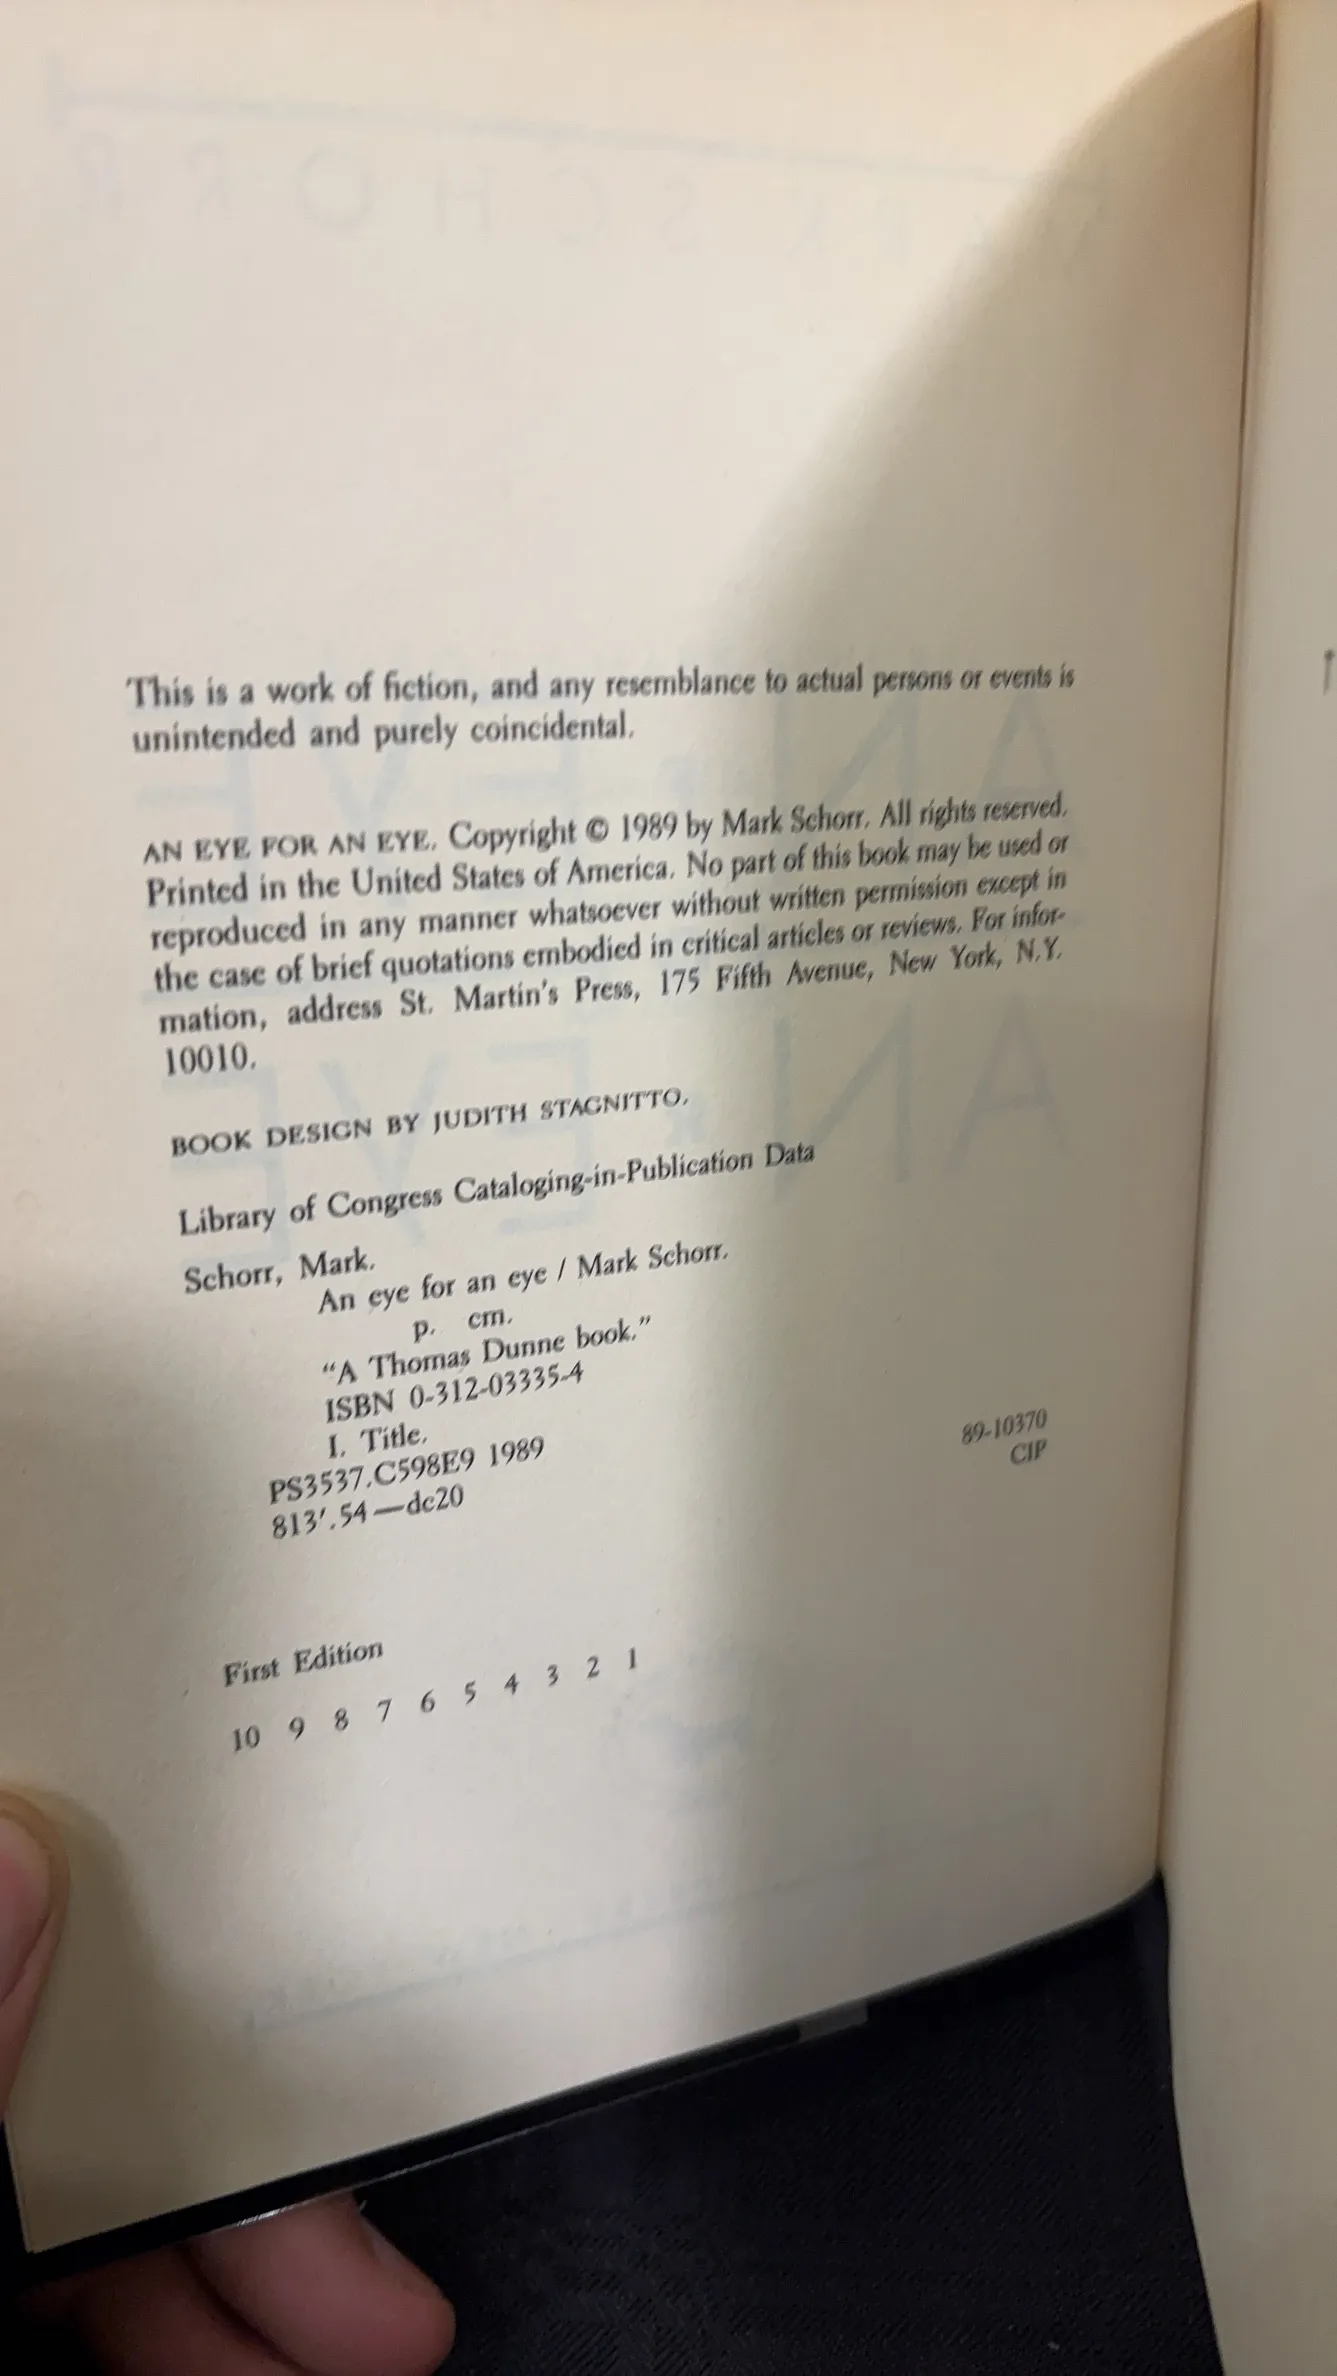 This is a work of fiction, and any resemblance to actual persons or events is
unintended and purely coincidental.
AN EYE FOR AN EYE. Copyright © 1989 by Mark Schorr. All rights reserved.
Printed in the United States of America. No part of this book may be used or
reproduced in any manner whatsoever without written permission except in
the case of brief quotations embodied in critical articles or reviews. For infor-
mation, address St. Martin's Press, 175 Fifth Avenue, New York, N.Y.
10010.
BOOK DESIGN BY JUDITH STAGNITTO.
Library of Congress Cataloging-in-Publication Data
Schorr, Mark.
An eye for an eye / Mark Schorr.
p. cm.
"A Thomas Dunne book."
ISBN 0-312-03335-4
I. Title.
PS3537.C598E9 1989
813'.54—dc20
89-10370
CIP
First Edition
10 9 8 7 6 5 4 3 2 1